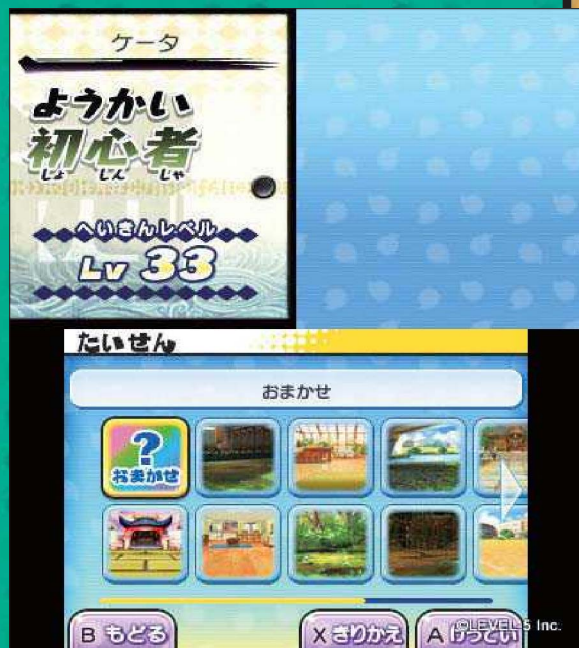 ケータ
ようかい
初心者
しょ しん しゃ
へいきんレベル
Lv 33
たいせん
おまかせ
?
おまかせ
B もどる
X きりかえ
A けってい
©LEVEL-5 Inc.